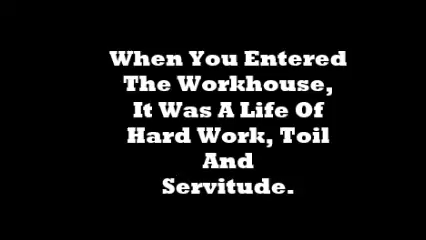 When You Entered
The Workhouse,
It Was A Life Of
Hard Work, Toil
And
Servitude.